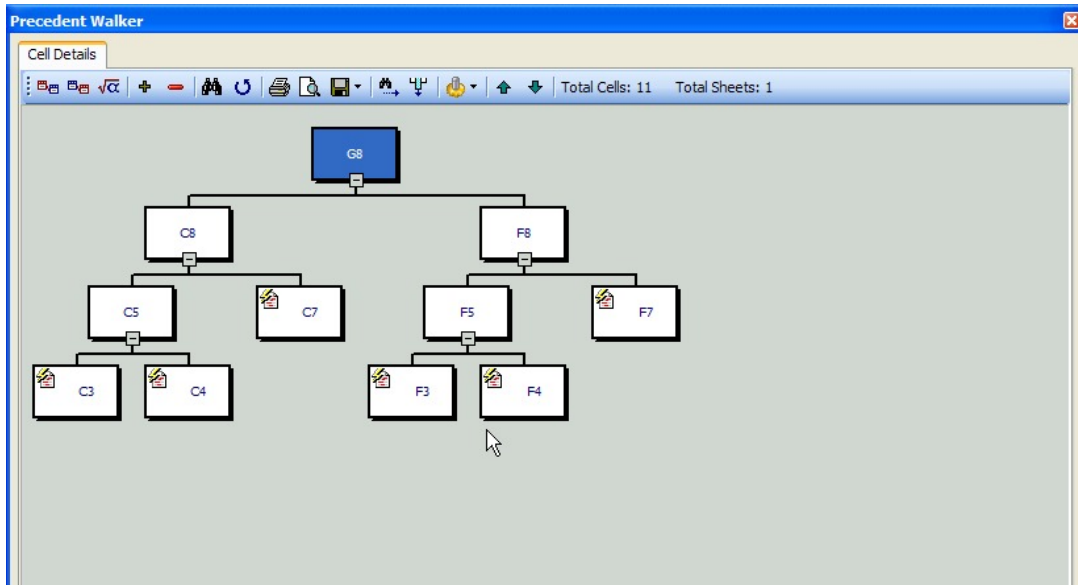 Precedent Walker
Cell Details
√α Total Cells: 11 Total Sheets: 1
G8
C8 F8
C5 C7 F5 F7
C3 C4 F3 F4